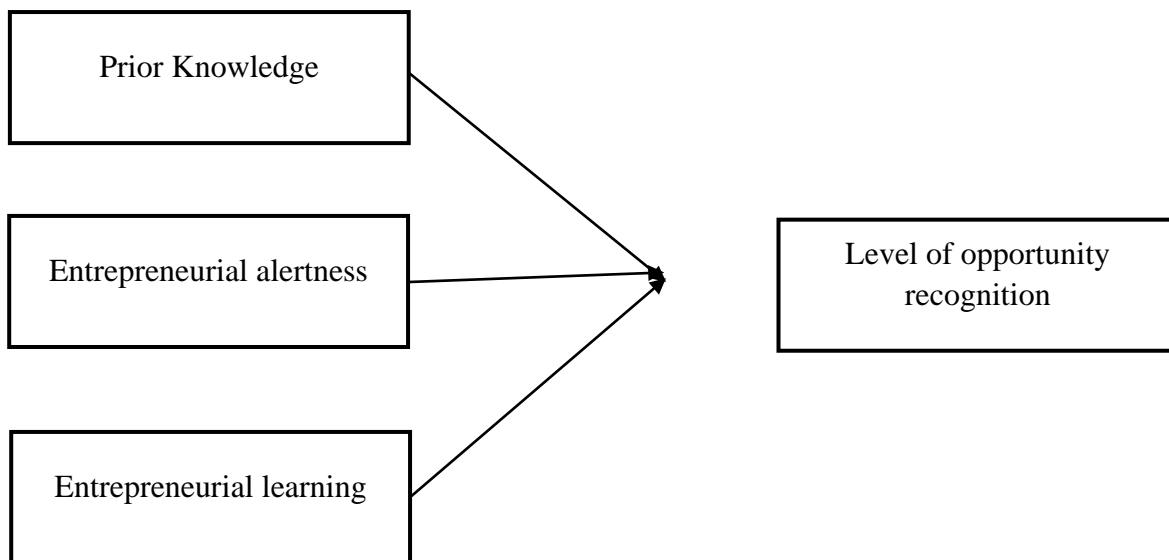 Prior Knowledge
Entrepreneurial alertness
Level of opportunity
recognition
Entrepreneurial learning